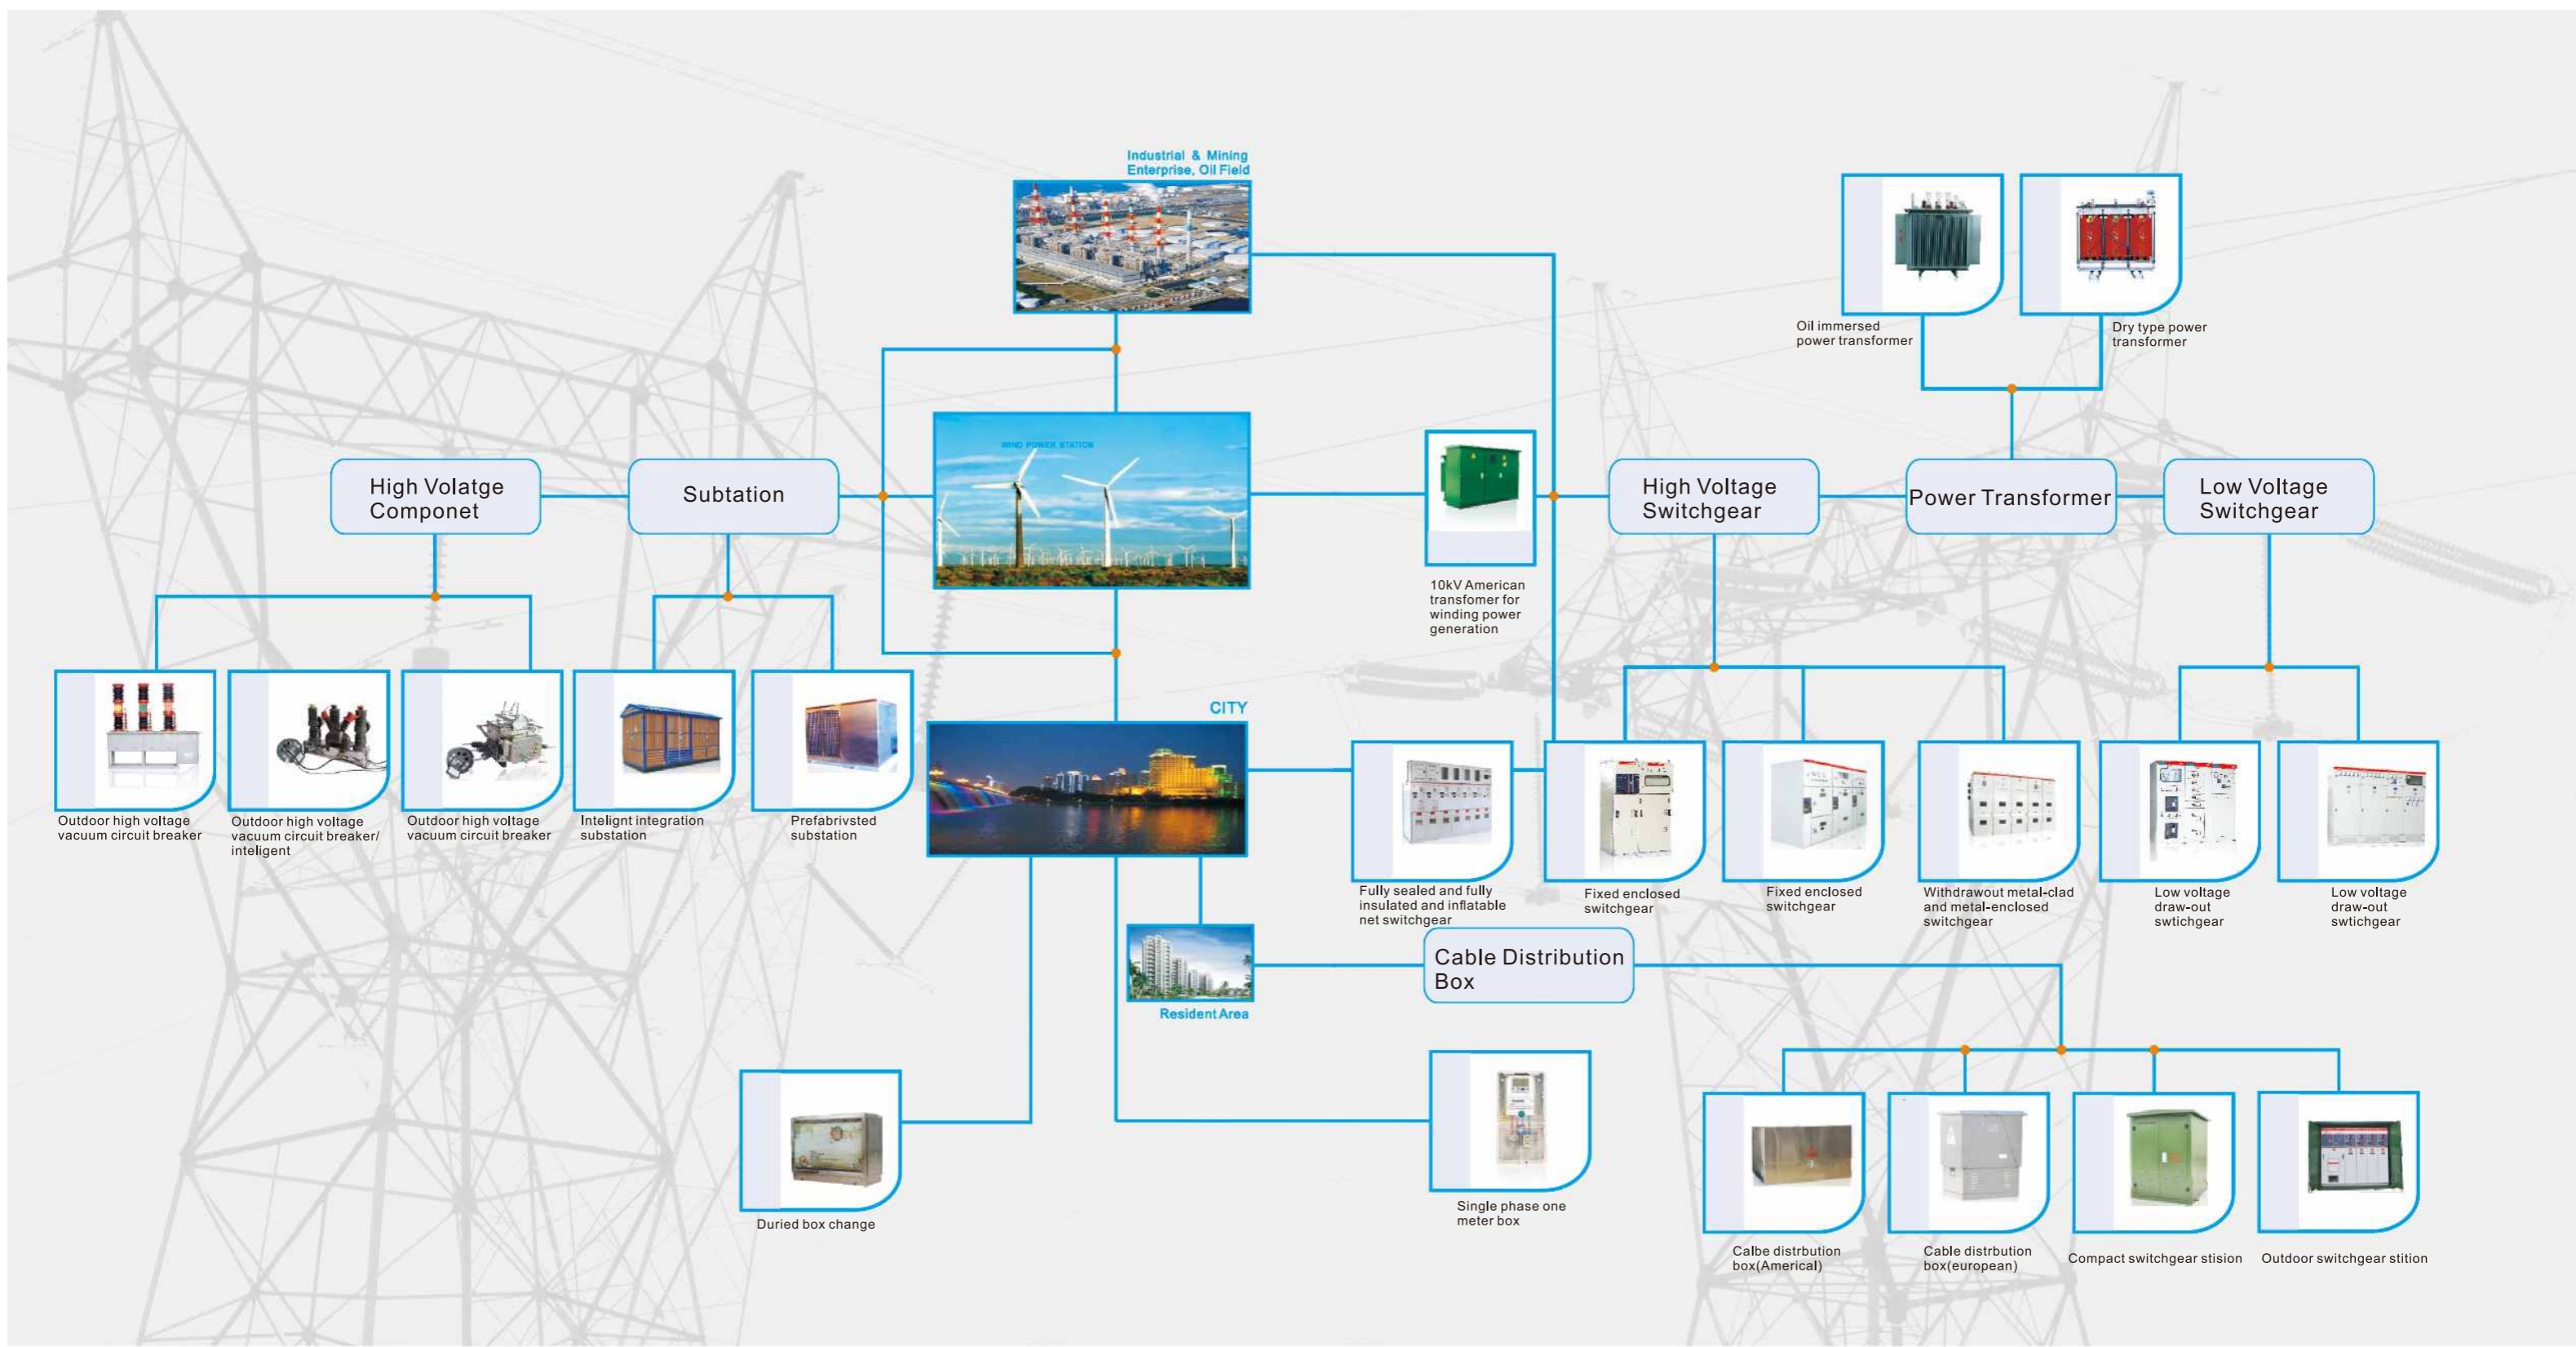 Industrial & Mining
Enterprise, Oil Field
Oil immersed
power transformer
Dry type power
transformer
WIND POWER STATION
High Volatge
Componet
Subtation
High Voltage
Switchgear
Power Transformer
Low Voltage
Switchgear
10kV American
transfomer for
winding power
generation
CITY
Outdoor high voltage
vacuum circuit breaker
Outdoor high voltage
vacuum circuit breaker/
inteligent
Outdoor high voltage
vacuum circuit breaker
Intelignt integration
substation
Prefabrivsted
substation
Fully sealed and fully
insulated and inflatable
net switchgear
Fixed enclosed
switchgear
Fixed enclosed
switchgear
Withdrawout metal-clad
and metal-enclosed
switchgear
Low voltage
draw-out
swtichgear
Low voltage
draw-out
swtichgear
Cable Distribution
Box
Resident Area
Duried box change
Single phase one
meter box
Calbe distrbution
box(Americal)
Cable distrbution
box(european)
Compact switchgear stision
Outdoor switchgear stition